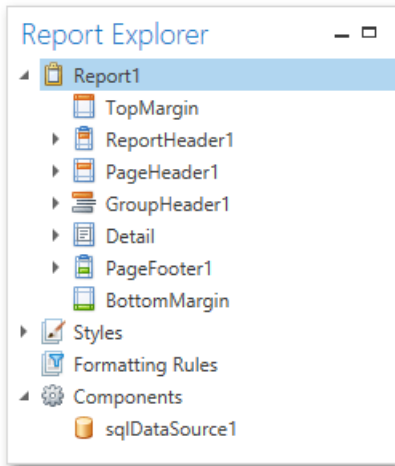 Report Explorer
Report1
TopMargin
ReportHeader1
PageHeader1
GroupHeader1
Detail
PageFooter1
BottomMargin
Styles
Formatting Rules
Components
sqlDataSource1